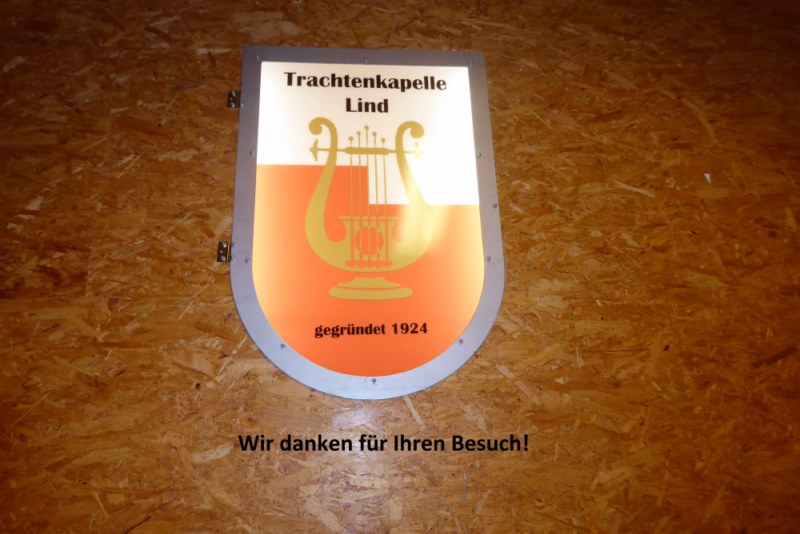 Trachtenkapelle
Lind
gegründet 1924
Wir danken für Ihren Besuch!